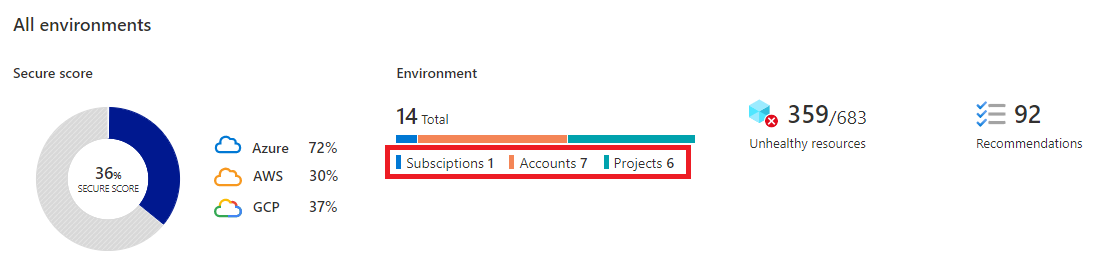 All environments
Secure score
36%
SECURE SCORE
Azure 72%
AWS 30%
GCP 37%
Environment
14 Total
Subsciptions 1 Accounts 7 Projects 6
359/683
Unhealthy resources
92
Recommendations